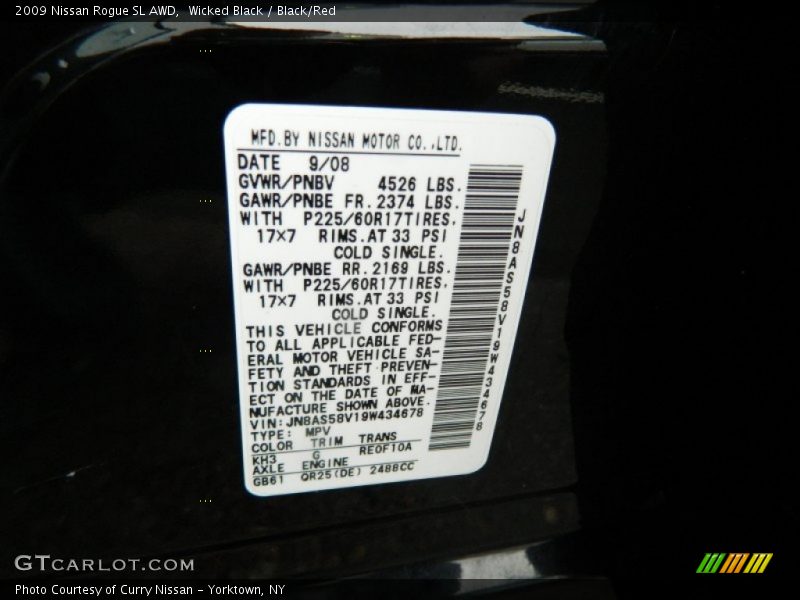 2009 Nissan Rogue SL AWD,  Wicked Black / Black/Red
MFD.BY NISSAN MOTOR CO.,LTD.
DATE 9/08
GVWR/PNBV 4526 LBS.
GAWR/PNBE FR. 2374 LBS.
WITH P225/60R17TIRES.
17×7 RIMS.AT 33 PSI
COLD SINGLE.
GAWR/PNBE RR. 2169 LBS.
WITH P225/60R17TIRES.
17×7 RIMS.AT 33 PSI
COLD SINGLE.
THIS VEHICLE CONFORMS
TO ALL APPLICABLE FED-
ERAL MOTOR VEHICLE SA-
FETY AND THEFT PREVEN-
TION STANDARDS IN EFF-
ECT ON THE DATE OF MA-
NUFACTURE SHOWN ABOVE.
VIN:JN8AS58V19W434678
TYPE: MPV
COLOR TRIM TRANS
KH3 G RE0F10A
AXLE ENGINE
GB61 QR25(DE) 2488CC
JN8AS58V19W434678
GTCARLOT.COM
Photo Courtesy of Curry Nissan - Yorktown, NY